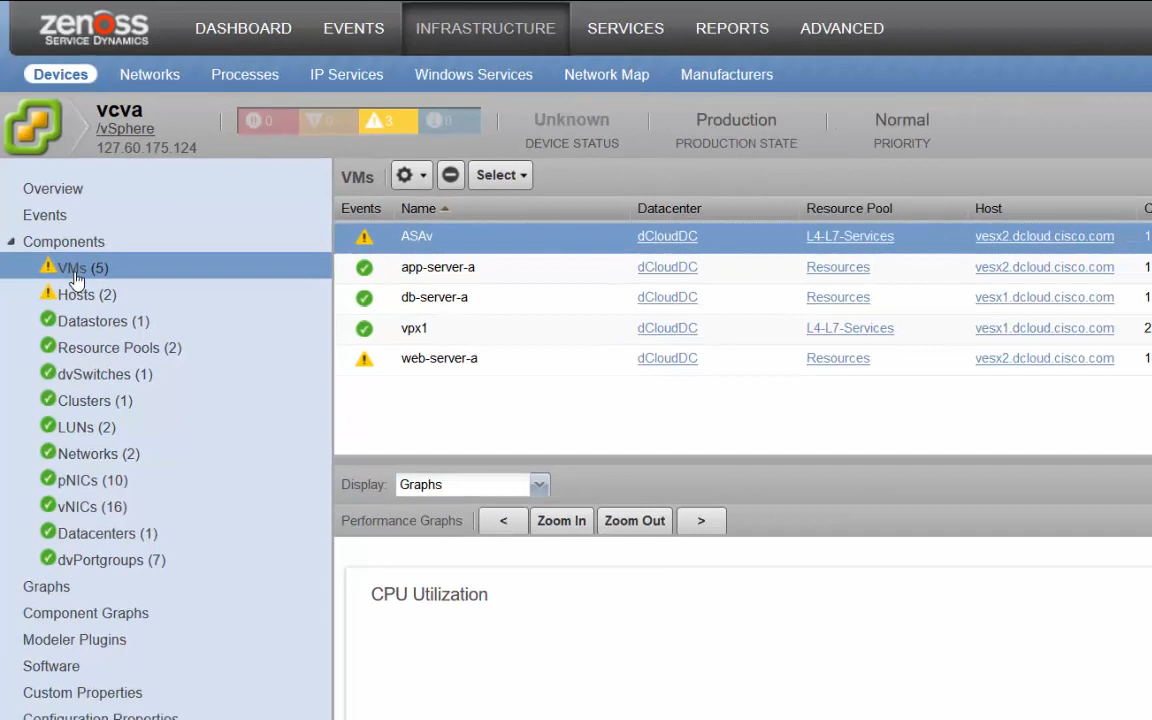 zenoss
SERVICE DYNAMICS
DASHBOARD EVENTS INFRASTRUCTURE SERVICES REPORTS ADVANCED
Devices Networks Processes IP Services Windows Services Network Map Manufacturers
vcva
/vSphere
127.60.175.124
0 0 3 0
Unknown Production Normal
DEVICE STATUS PRODUCTION STATE PRIORITY
Overview
Events
Components
VMs (5)
Hosts (2)
Datastores (1)
Resource Pools (2)
dvSwitches (1)
Clusters (1)
LUNs (2)
Networks (2)
pNICs (10)
vNICs (16)
Datacenters (1)
dvPortgroups (7)
Graphs
Component Graphs
Modeler Plugins
Software
Custom Properties
Configuration Properties
VMs Select
Events Name Datacenter Resource Pool Host C
ASAv dCloudDC L4-L7-Services vesx2.dcloud.cisco.com 1
app-server-a dCloudDC Resources vesx2.dcloud.cisco.com 1
db-server-a dCloudDC Resources vesx1.dcloud.cisco.com 1
vpx1 dCloudDC L4-L7-Services vesx1.dcloud.cisco.com 2
web-server-a dCloudDC Resources vesx2.dcloud.cisco.com 1
Display: Graphs
Performance Graphs < Zoom In Zoom Out >
CPU Utilization